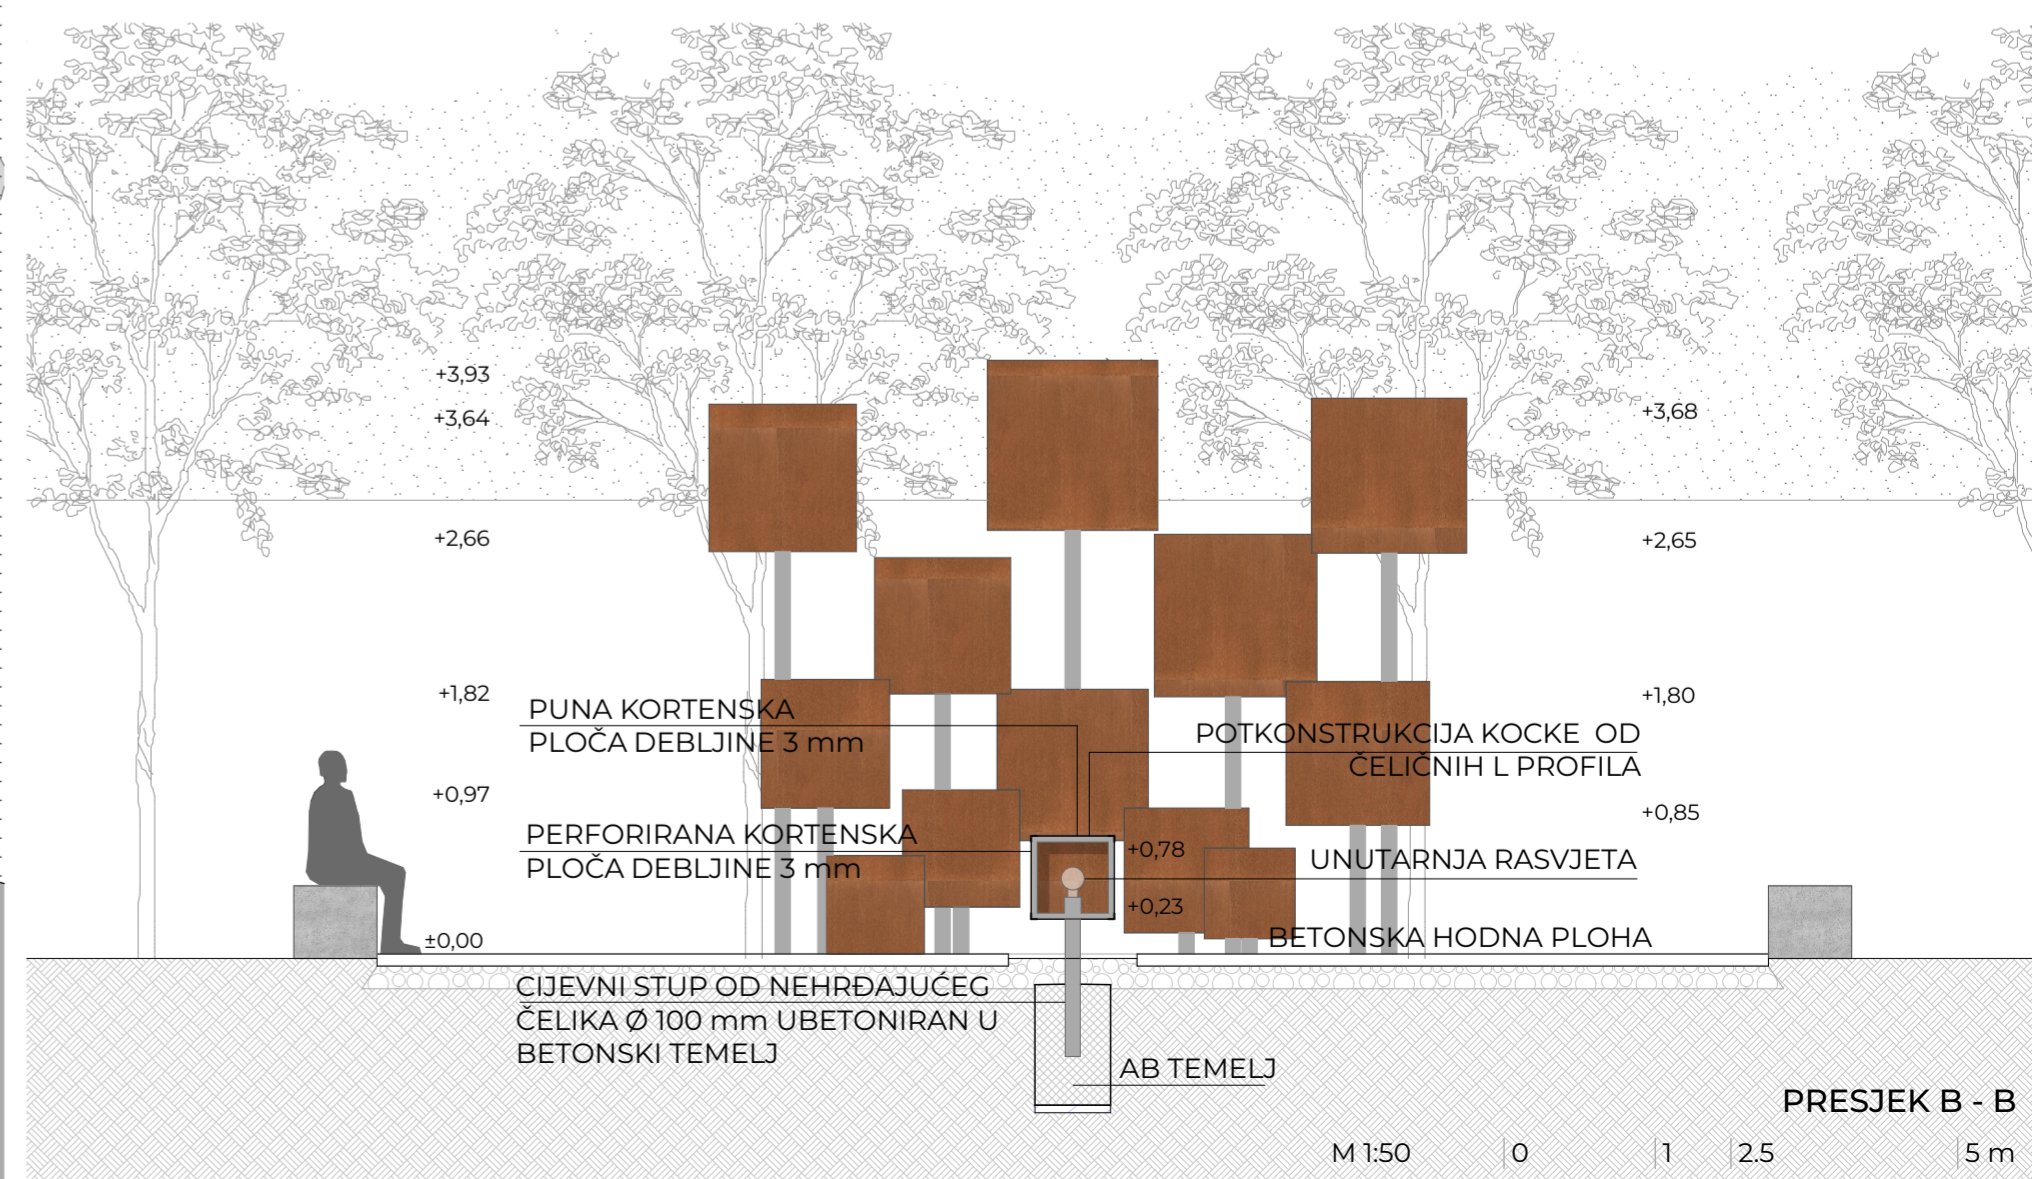 +3,93
+3,64
+3,68
+2,66
+2,65
+1,82
+1,80
PUNA KORTENSKA
PLOČA DEBLJINE 3 mm
POTKONSTRUKCIJA KOCKE OD
ČELIČNIH L PROFILA
+0,97
+0,85
PERFORIRANA KORTENSKA
PLOČA DEBLJINE 3 mm
+0,78
UNUTARNJA RASVJETA
+0,23
±0,00
BETONSKA HODNA PLOHA
CIJEVNI STUP OD NEHRĐAJUĆEG
ČELIKA Ø 100 mm UBETONIRAN U
BETONSKI TEMELJ
AB TEMELJ
PRESJEK B - B
M 1:50 0 1 2.5 5 m